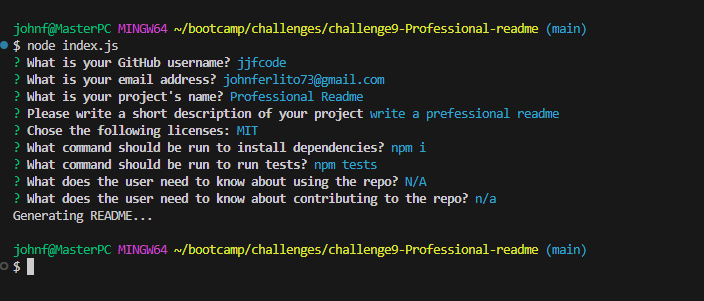 johnf@MasterPC MINGW64 ~/bootcamp/challenges/challenge9-Professional-readme (main)
$ node index.js
? What is your GitHub username? jjfcode
? What is your email address? johnferlito73@gmail.com
? What is your project's name? Professional Readme
? Please write a short description of your project write a prefessional readme
? Chose the following licenses: MIT
? What command should be run to install dependencies? npm i
? What command should be run to run tests? npm tests
? What does the user need to know about using the repo? N/A
? What does the user need to know about contributing to the repo? n/a
Generating README...
johnf@MasterPC MINGW64 ~/bootcamp/challenges/challenge9-Professional-readme (main)
$